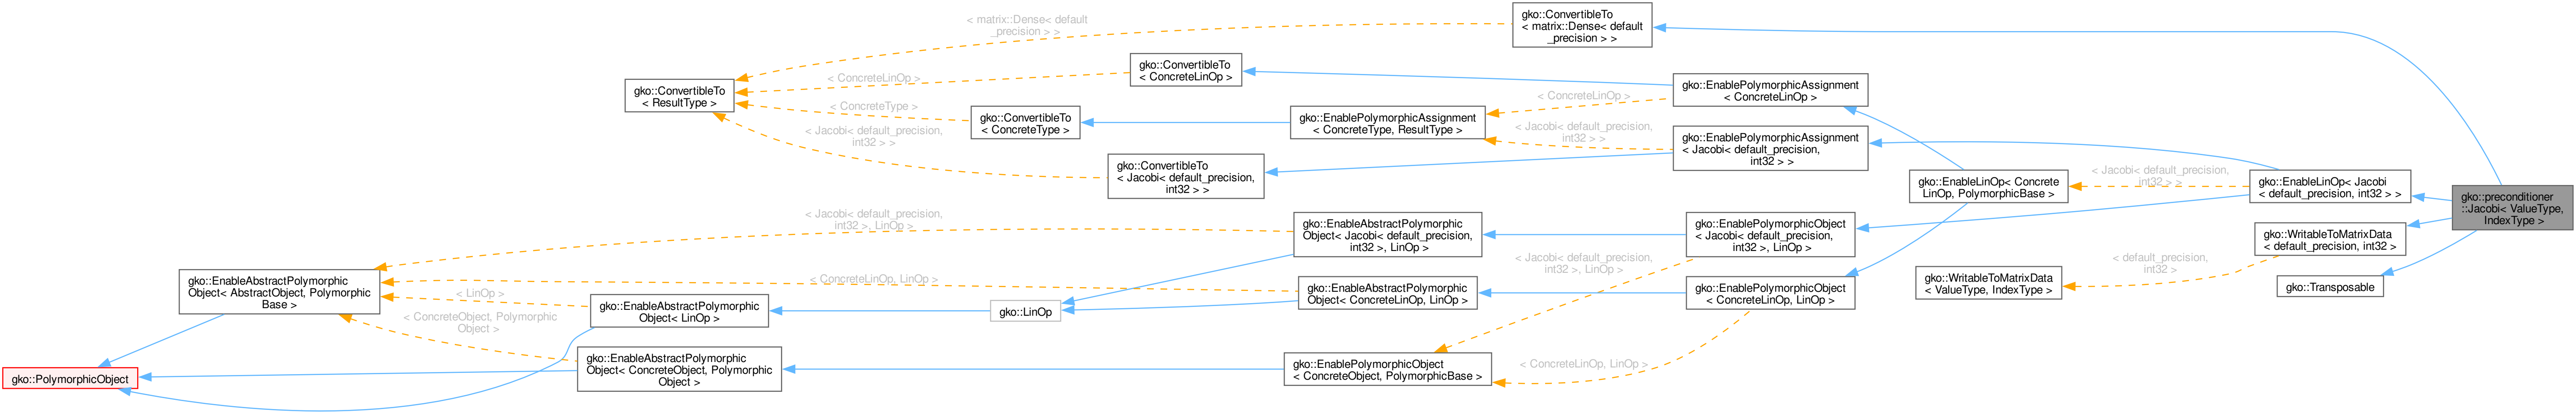 < matrix::Dense< default
_precision > >
gko::ConvertibleTo
< matrix::Dense< default
_precision > >
gko::ConvertibleTo
< ResultType >
< ConcreteLinOp >
gko::ConvertibleTo
< ConcreteLinOp >
< ConcreteType >
gko::ConvertibleTo
< ConcreteType >
< Jacobi< default_precision,
int32 > >
gko::ConvertibleTo
< Jacobi< default_precision,
int32 > >
gko::EnablePolymorphicAssignment
< ConcreteType, ResultType >
< ConcreteLinOp >
< Jacobi< default_precision,
int32 > >
gko::EnablePolymorphicAssignment
< ConcreteLinOp >
gko::EnablePolymorphicAssignment
< Jacobi< default_precision,
int32 > >
gko::EnableLinOp< Concrete
LinOp, PolymorphicBase >
< Jacobi< default_precision,
int32 > >
gko::EnableLinOp< Jacobi
< default_precision, int32 > >
gko::preconditioner
::Jacobi< ValueType,
IndexType >
gko::WritableToMatrixData
< default_precision, int32 >
gko::WritableToMatrixData
< ValueType, IndexType >
< default_precision,
int32 >
gko::Transposable
< Jacobi< default_precision,
int32 >, LinOp >
gko::EnableAbstractPolymorphic
Object< Jacobi< default_precision,
int32 >, LinOp >
gko::EnablePolymorphicObject
< Jacobi< default_precision,
int32 >, LinOp >
gko::EnableAbstractPolymorphic
Object< AbstractObject, Polymorphic
Base >
< ConcreteLinOp, LinOp >
< LinOp >
gko::EnableAbstractPolymorphic
Object< LinOp >
gko::LinOp
gko::EnableAbstractPolymorphic
Object< ConcreteLinOp, LinOp >
< Jacobi< default_precision,
int32 >, LinOp >
gko::EnablePolymorphicObject
< ConcreteLinOp, LinOp >
< ConcreteObject, Polymorphic
Object >
gko::PolymorphicObject
gko::EnableAbstractPolymorphic
Object< ConcreteObject, Polymorphic
Object >
gko::EnablePolymorphicObject
< ConcreteObject, PolymorphicBase >
< ConcreteLinOp, LinOp >